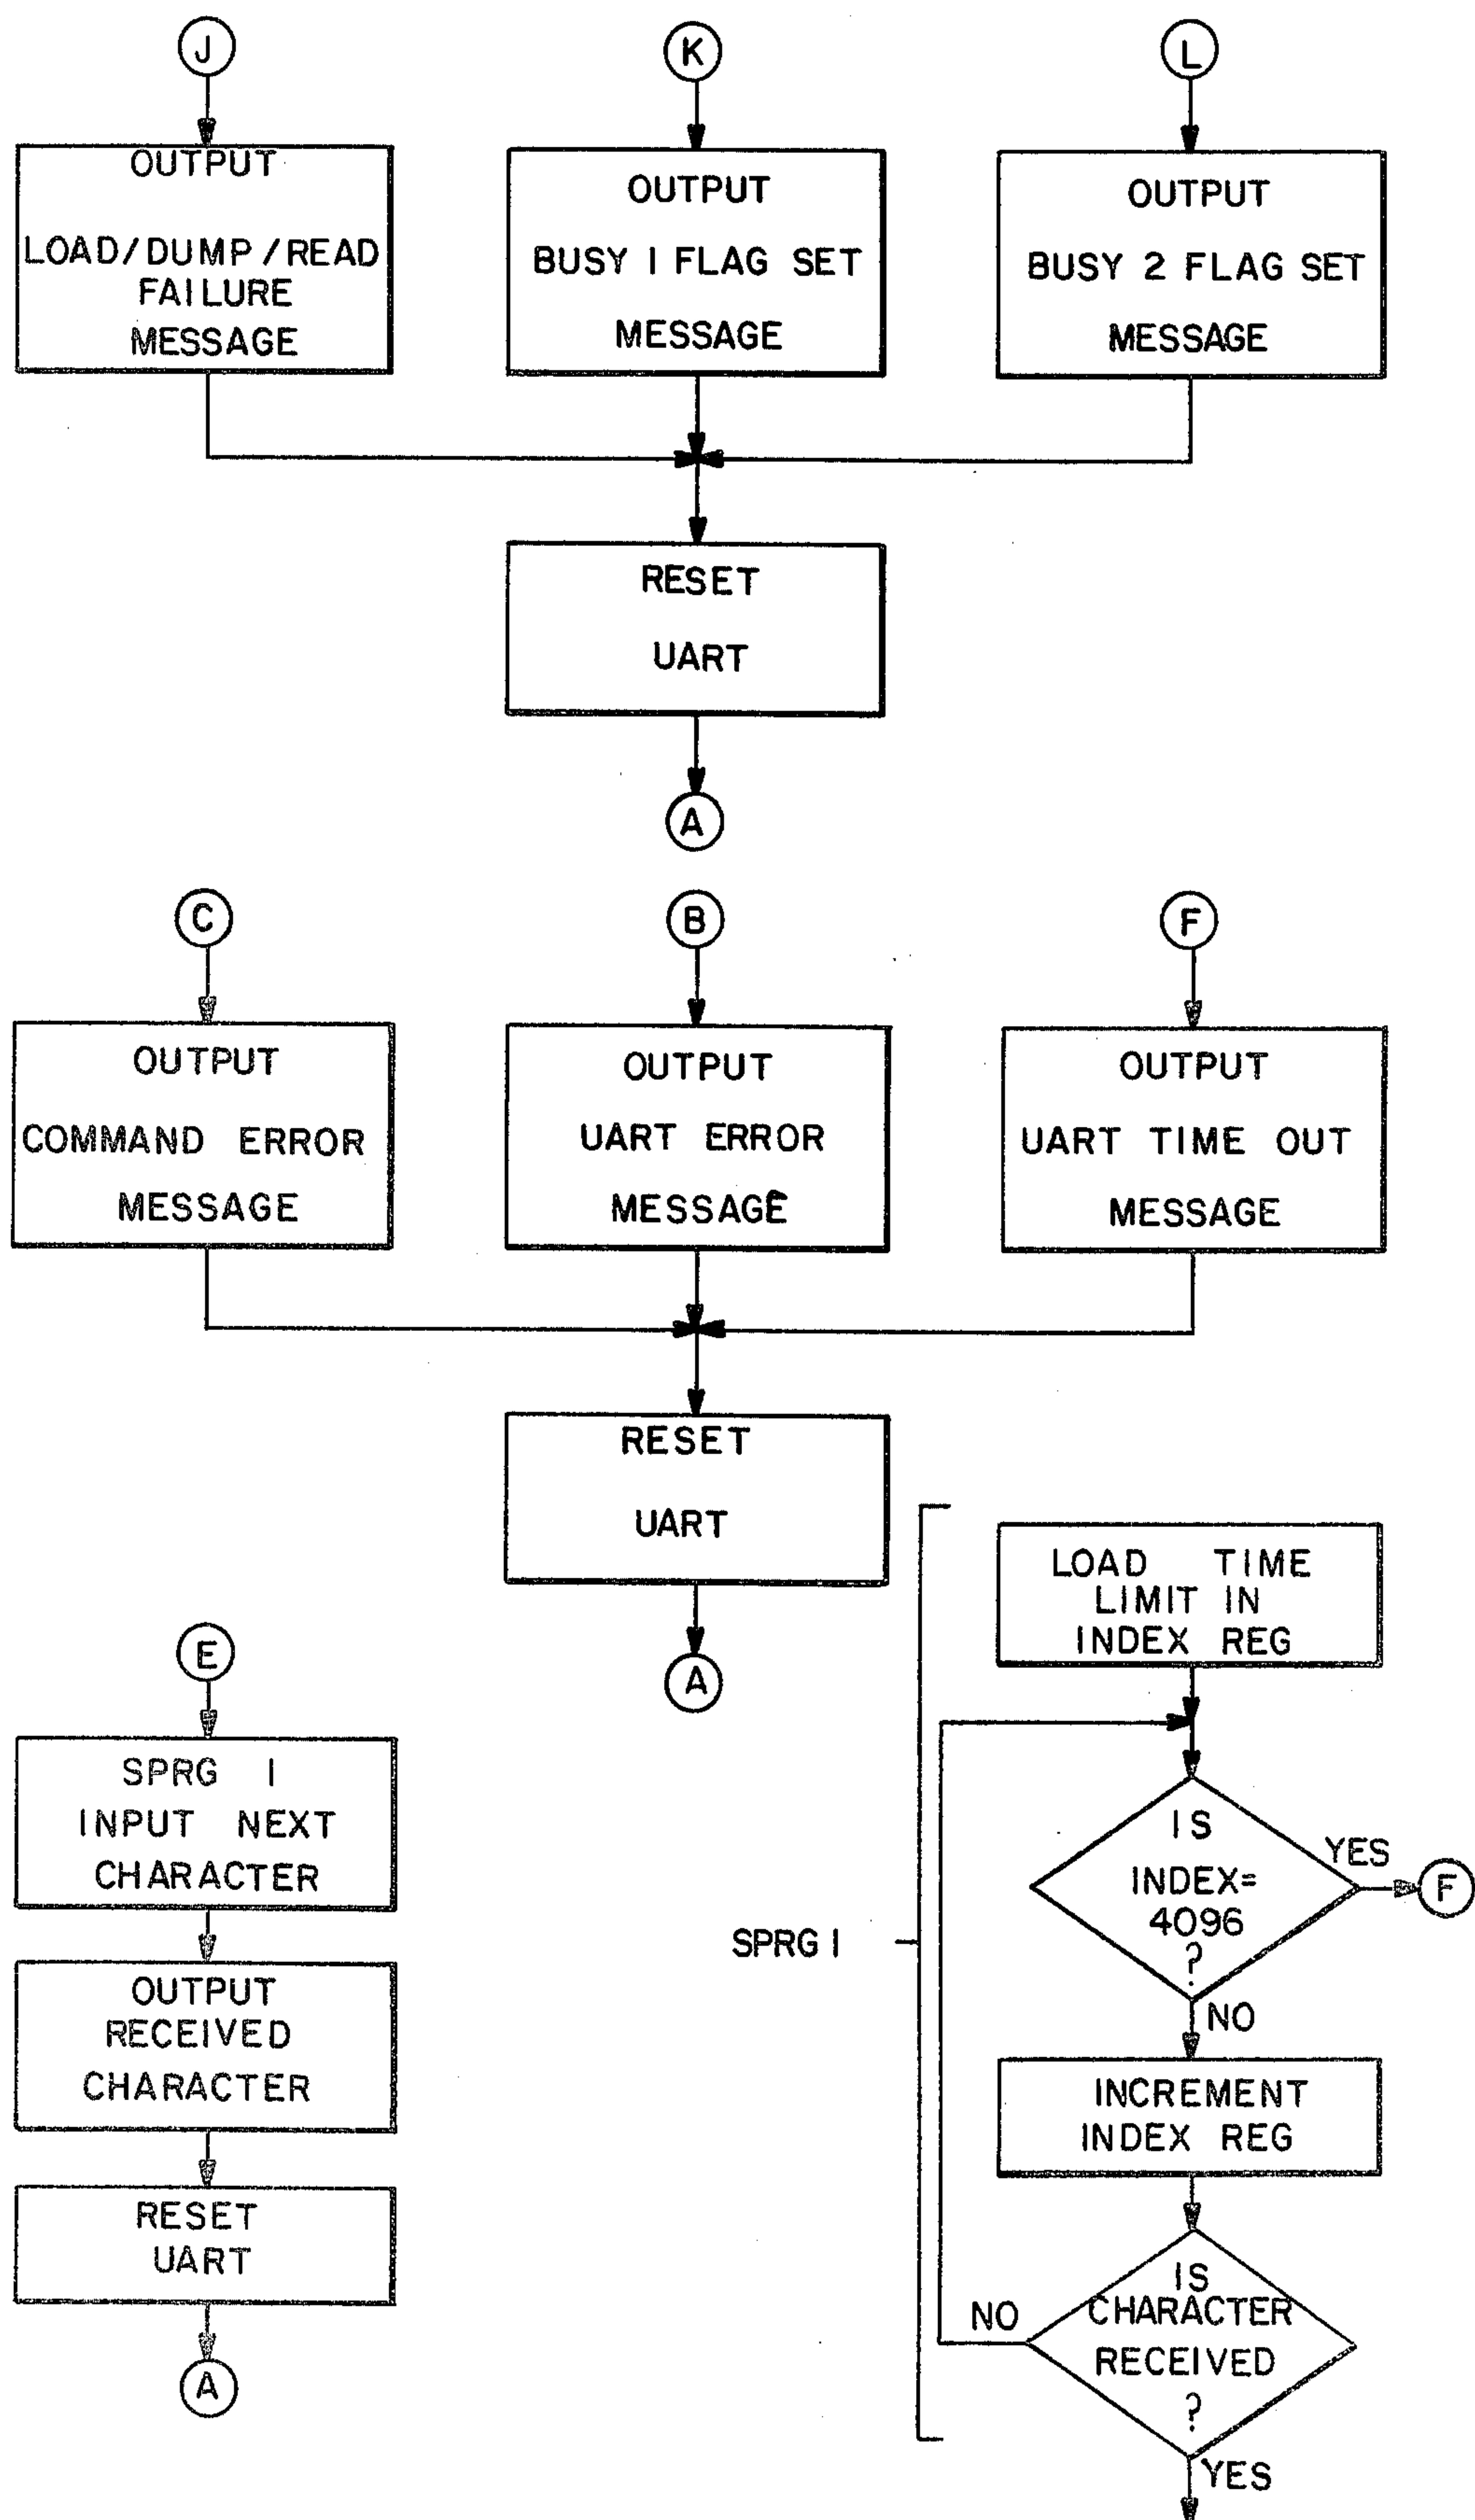 J
K
L
OUTPUT
LOAD/DUMP/READ
FAILURE
MESSAGE
OUTPUT
BUSY 1 FLAG SET
MESSAGE
OUTPUT
BUSY 2 FLAG SET
MESSAGE
RESET
UART
A
C
B
F
OUTPUT
COMMAND ERROR
MESSAGE
OUTPUT
UART ERROR
MESSAGE
OUTPUT
UART TIME OUT
MESSAGE
RESET
UART
A
E
SPRG 1
INPUT NEXT
CHARACTER
OUTPUT
RECEIVED
CHARACTER
RESET
UART
A
SPRG 1
LOAD TIME
LIMIT IN
INDEX REG
IS
INDEX=
4096
?
YES
F
NO
INCREMENT
INDEX REG
IS
CHARACTER
RECEIVED
?
NO
YES